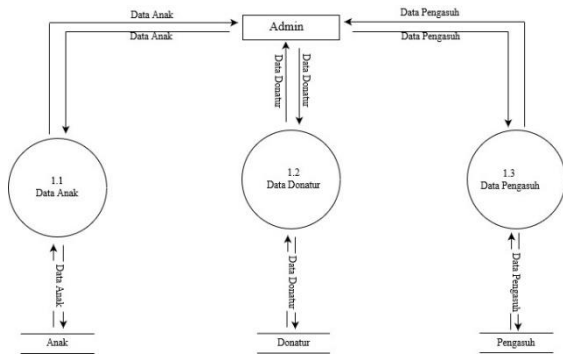 Data Anak
Data Anak
Admin
Data Pengasuh
Data Pengasuh
Data Donatur
Data Donatur
1.1
Data Anak
1.2
Data Donatur
1.3
Data Pengasuh
Data Anak
Data Donatur
Data Pengasuh
Anak
Donatur
Pengasuh